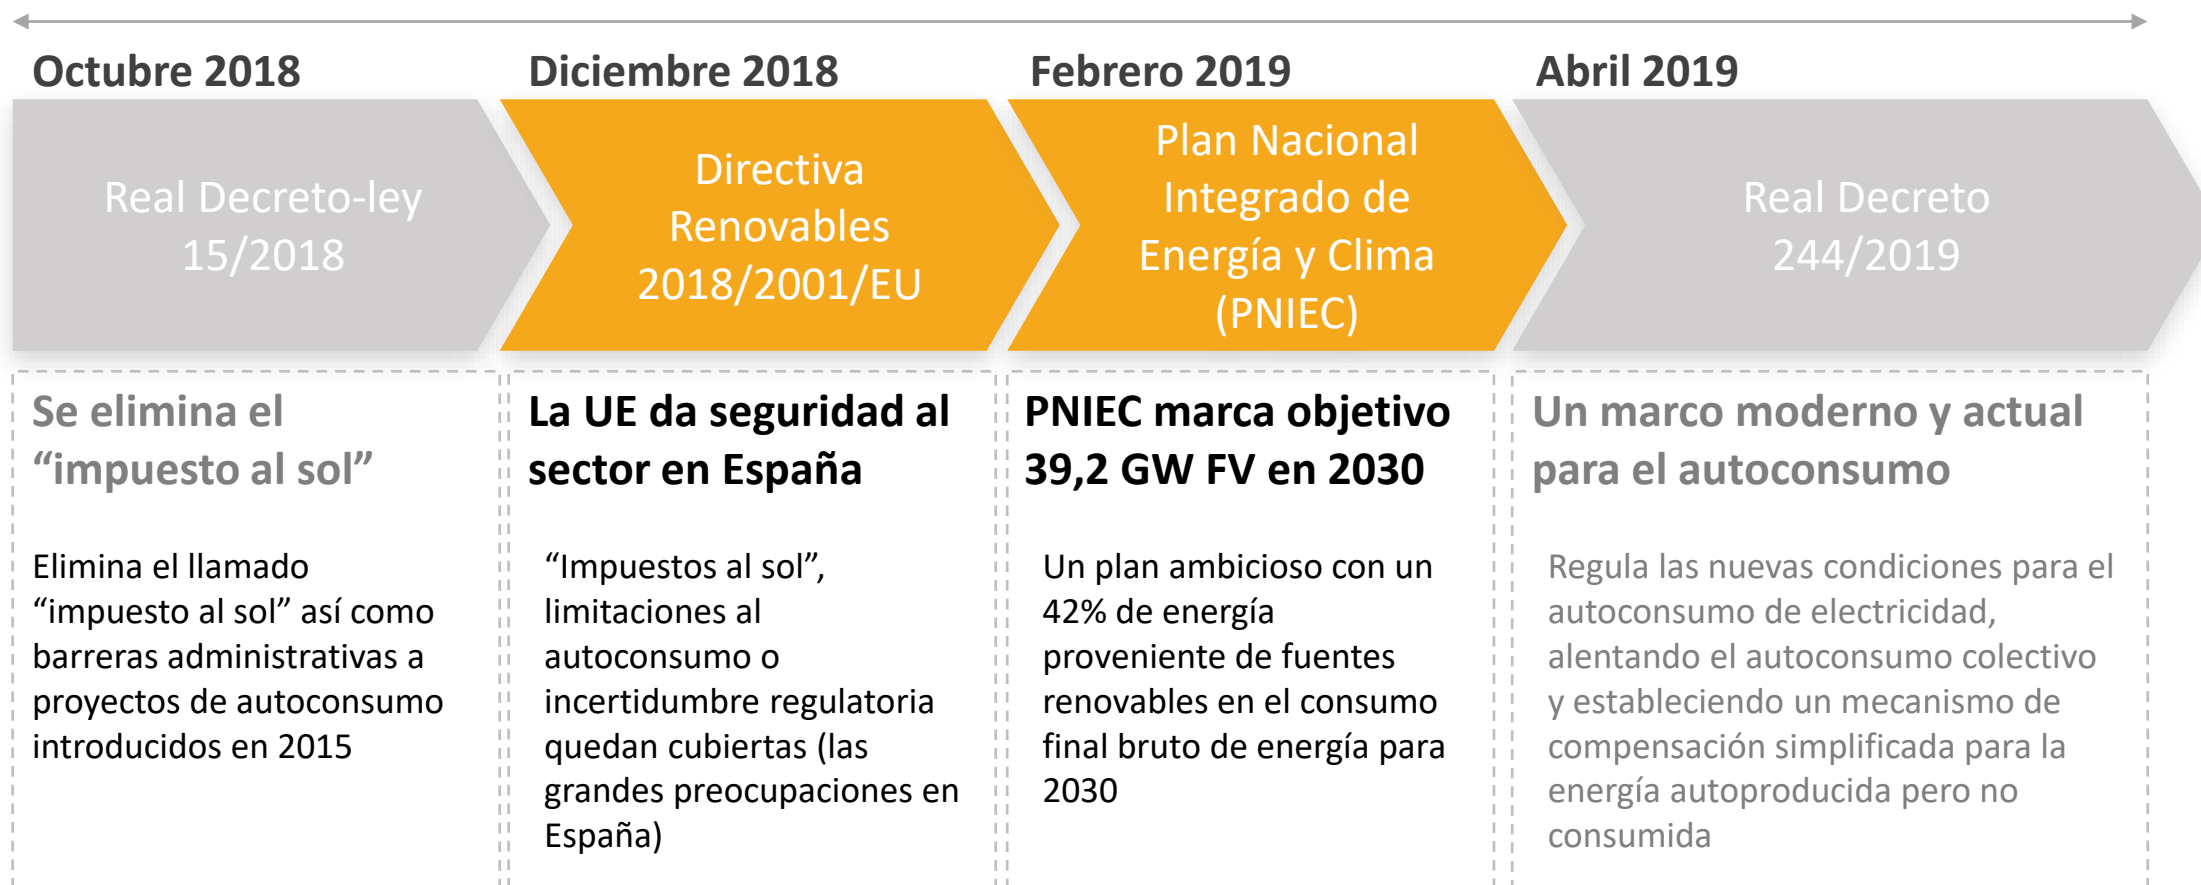 Octubre 2018
Real Decreto-ley
15/2018
Se elimina el
“impuesto al sol”
Elimina el llamado
“impuesto al sol” así como
barreras administrativas a
proyectos de autoconsumo
introducidos en 2015
Diciembre 2018
Directiva
Renovables
2018/2001/EU
La UE da seguridad al
sector en España
“Impuestos al sol”,
limitaciones al
autoconsumo o
incertidumbre regulatoria
quedan cubiertas (las
grandes preocupaciones en
España)
Febrero 2019
Plan Nacional
Integrado de
Energía y Clima
(PNIEC)
PNIEC marca objetivo
39,2 GW FV en 2030
Un plan ambicioso con un
42% de energía
proveniente de fuentes
renovables en el consumo
final bruto de energía para
2030
Abril 2019
Real Decreto
244/2019
Un marco moderno y actual
para el autoconsumo
Regula las nuevas condiciones para el
autoconsumo de electricidad,
alentando el autoconsumo colectivo
y estableciendo un mecanismo de
compensación simplificada para la
energía autoproducida pero no
consumida